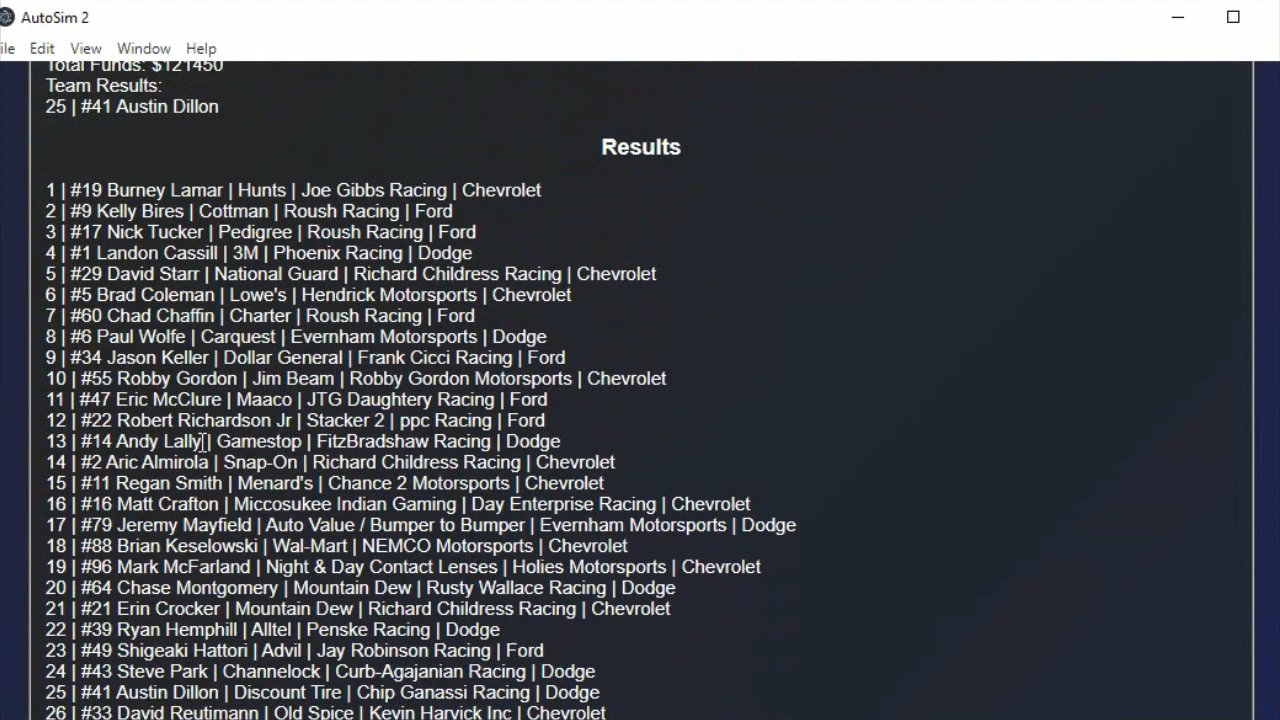 AutoSim 2
ile Edit View Window Help
Total Funds: $121450
Team Results:
25 | #41 Austin Dillon
Results
1 | #19 Burney Lamar | Hunts | Joe Gibbs Racing | Chevrolet
2 | #9 Kelly Bires | Cottman | Roush Racing | Ford
3 | #17 Nick Tucker | Pedigree | Roush Racing | Ford
4 | #1 Landon Cassill | 3M | Phoenix Racing | Dodge
5 | #29 David Starr | National Guard | Richard Childress Racing | Chevrolet
6 | #5 Brad Coleman | Lowe's | Hendrick Motorsports | Chevrolet
7 | #60 Chad Chaffin | Charter | Roush Racing | Ford
8 | #6 Paul Wolfe | Carquest | Evernham Motorsports | Dodge
9 | #34 Jason Keller | Dollar General | Frank Cicci Racing | Ford
10 | #55 Robby Gordon | Jim Beam | Robby Gordon Motorsports | Chevrolet
11 | #47 Eric McClure | Maaco | JTG Daughtery Racing | Ford
12 | #22 Robert Richardson Jr | Stacker 2 | ppc Racing | Ford
13 | #14 Andy Lally | Gamestop | FitzBradshaw Racing | Dodge
14 | #2 Aric Almirola | Snap-On | Richard Childress Racing | Chevrolet
15 | #11 Regan Smith | Menard's | Chance 2 Motorsports | Chevrolet
16 | #16 Matt Crafton | Miccosukee Indian Gaming | Day Enterprise Racing | Chevrolet
17 | #79 Jeremy Mayfield | Auto Value / Bumper to Bumper | Evernham Motorsports | Dodge
18 | #88 Brian Keselowski | Wal-Mart | NEMCO Motorsports | Chevrolet
19 | #96 Mark McFarland | Night & Day Contact Lenses | Holies Motorsports | Chevrolet
20 | #64 Chase Montgomery | Mountain Dew | Rusty Wallace Racing | Dodge
21 | #21 Erin Crocker | Mountain Dew | Richard Childress Racing | Chevrolet
22 | #39 Ryan Hemphill | Alltel | Penske Racing | Dodge
23 | #49 Shigeaki Hattori | Advil | Jay Robinson Racing | Ford
24 | #43 Steve Park | Channelock | Curb-Agajanian Racing | Dodge
25 | #41 Austin Dillon | Discount Tire | Chip Ganassi Racing | Dodge
26 | #33 David Reutimann | Old Spice | Kevin Harvick Inc | Chevrolet